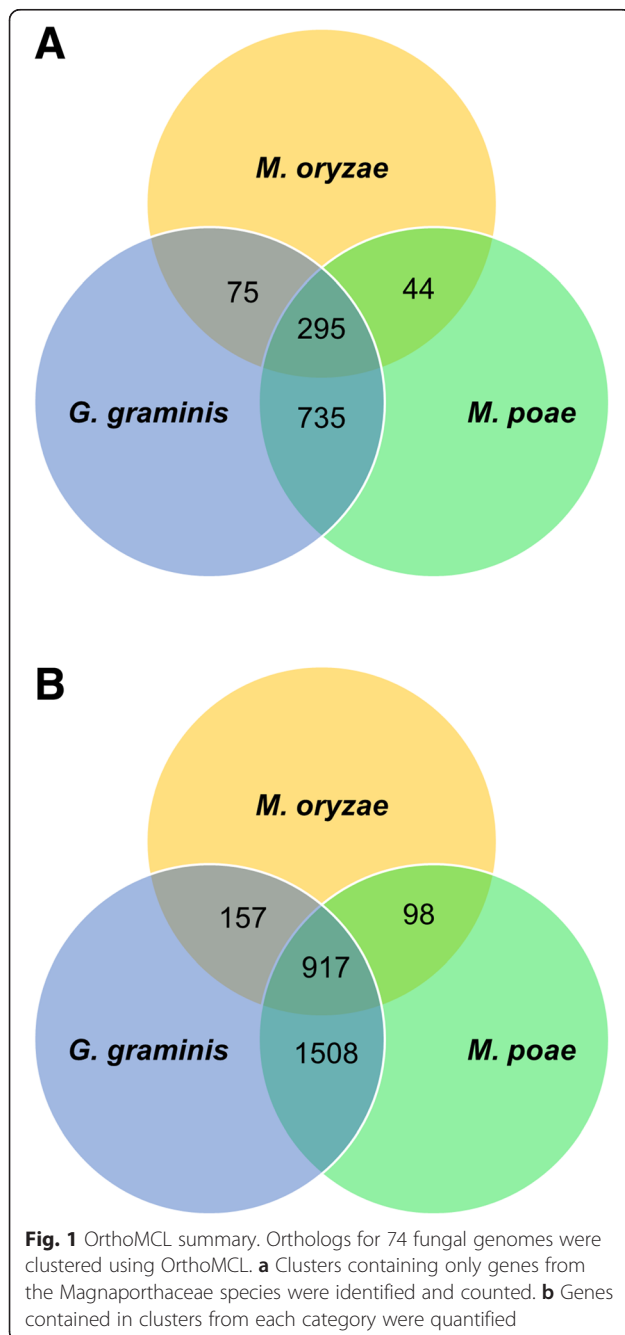 A
M. oryzae
75
44
295
G. graminis
735
M. poae
B
M. oryzae
157
98
917
G. graminis
1508
M. poae
Fig. 1 OrthoMCL summary. Orthologs for 74 fungal genomes were
clustered using OrthoMCL. a Clusters containing only genes from
the Magnaporthaceae species were identified and counted. b Genes
contained in clusters from each category were quantified